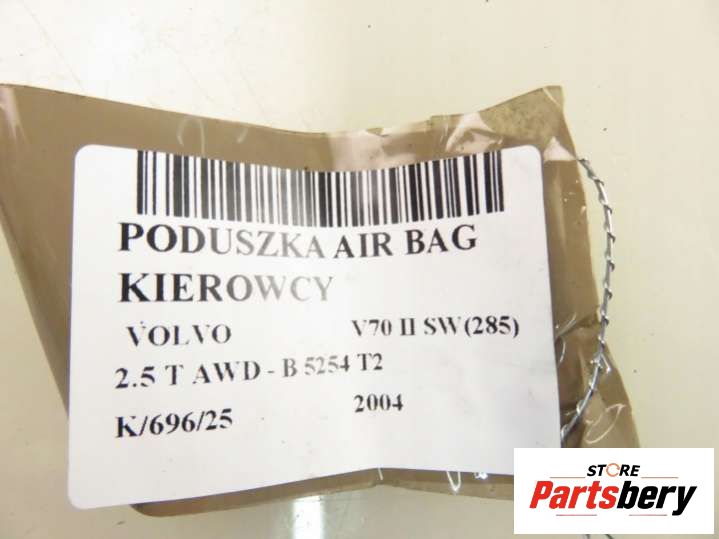 PODUSZKA AIR BAG
KIEROWCY
VOLVO V70 II SW(285)
2.5 T AWD - B 5254 T2
K/696/25 2004
STORE
Partsbery